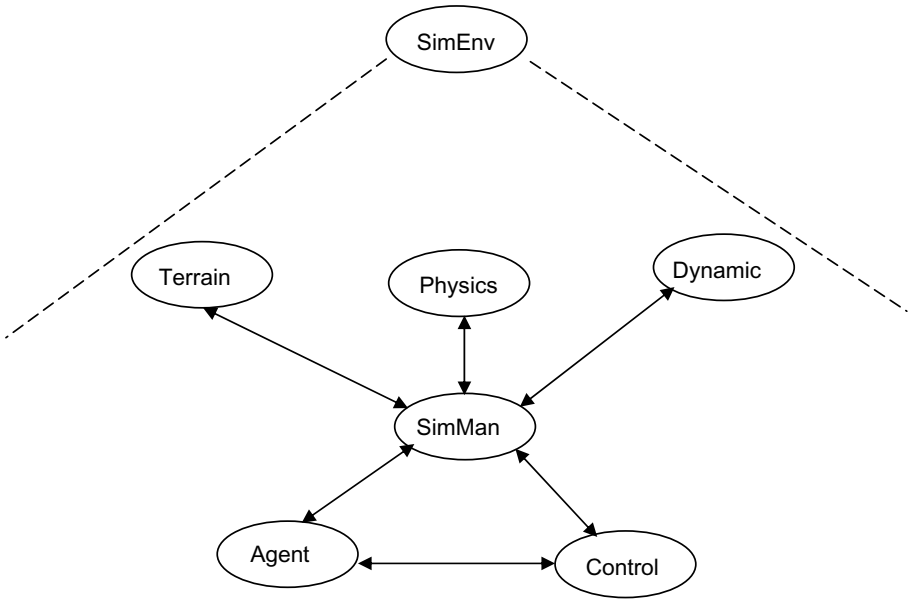 SimEnv
Terrain
Physics
Dynamic
SimMan
Agent
Control